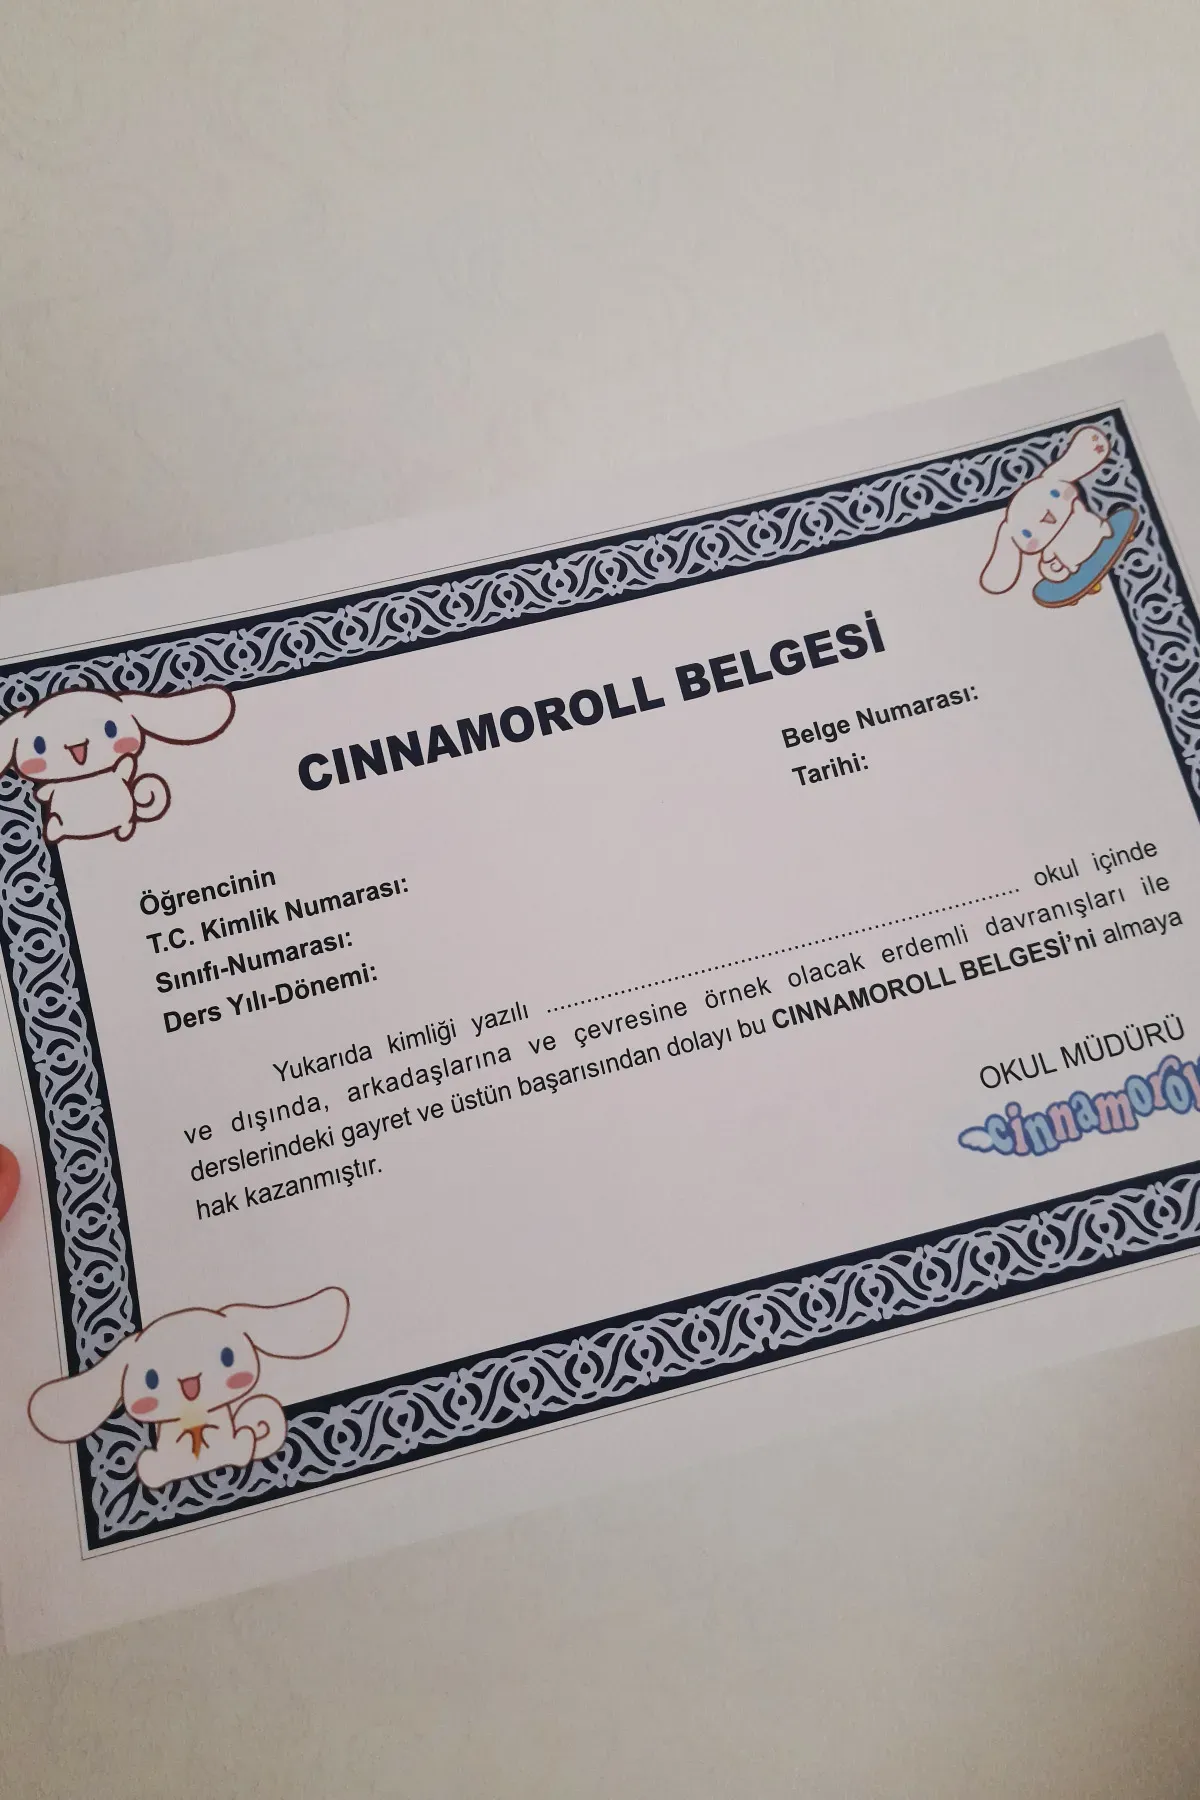 CINNAMOROLL BELGESİ
Belge Numarası:
Tarihi:
Öğrencinin
T.C. Kimlik Numarası:
Sınıfı-Numarası:
Ders Yılı-Dönemi:
Yukarıda kimliği yazılı ........................................................................ okul içinde
ve dışında, arkadaşlarına ve çevresine örnek olacak erdemli davranışları ile
derslerindeki gayret ve üstün başarısından dolayı bu CINNAMOROLL BELGESİ'ni almaya
hak kazanmıştır.
OKUL MÜDÜRÜ
cinnamorol